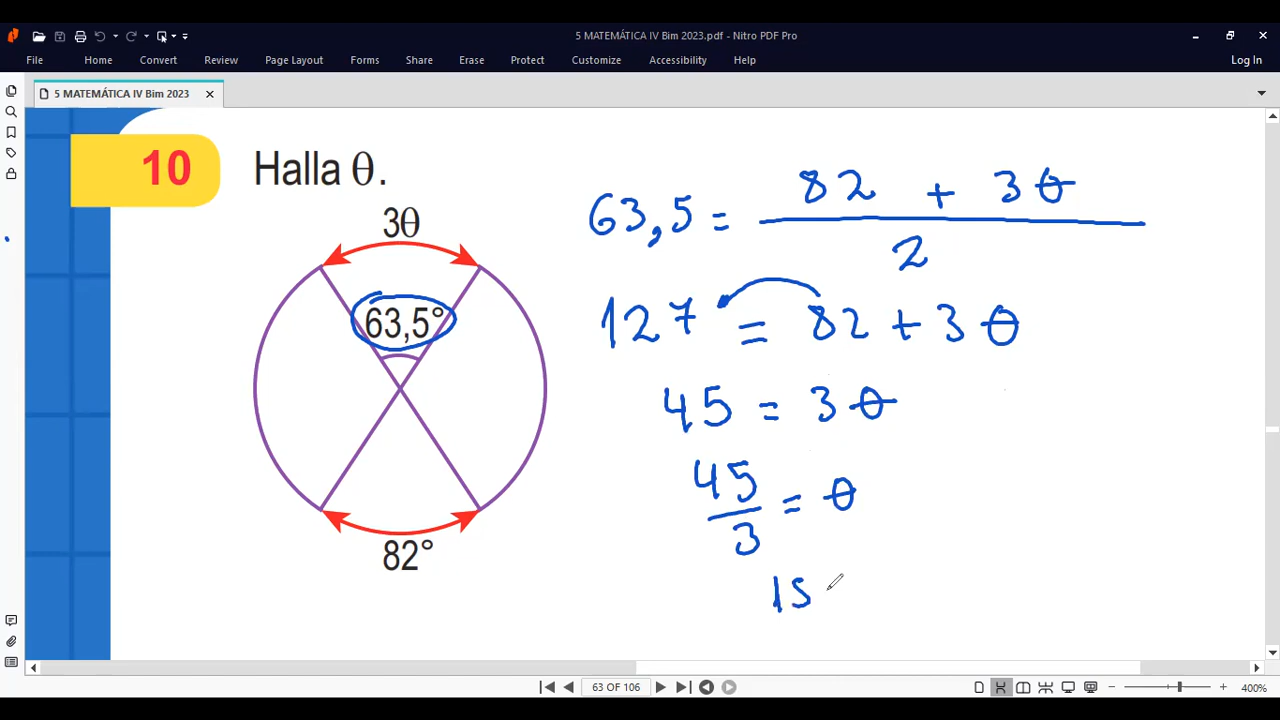 5 MATEMÁTICA IV Bim 2023.pdf - Nitro PDF Pro
File Home Convert Review Page Layout Forms Share Erase Protect Customize Accessibility Help Log In
5 MATEMÁTICA IV Bim 2023
10 Halla θ.
3θ
63,5°
82°
63,5 = 82 + 3θ
2
127 = 82 + 3θ
45 = 3θ
45 = θ
3
15
63 OF 106
400%